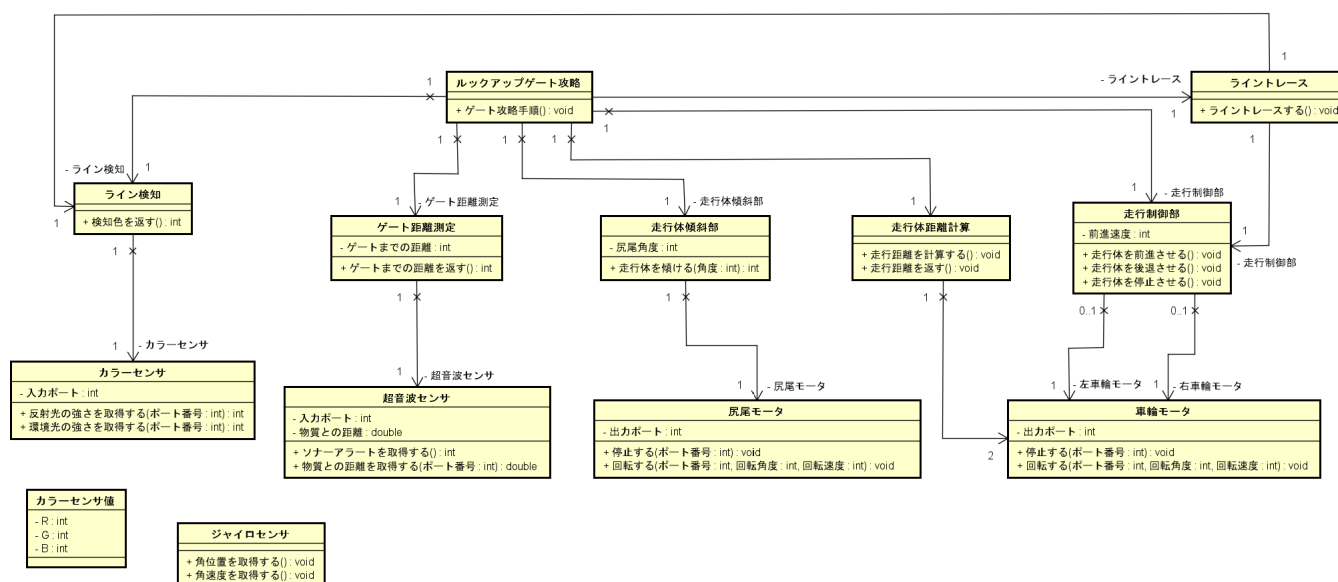 1
1
ルックアップゲート攻略
+ ゲート攻略手順() : void
- ライントレース
1
ライントレース
+ ライントレースする() : void
1
1
1
1
1
1
- ライン検知
1
ライン検知
+ 検知色を返す() : int
1
1
- ゲート距離測定
1
ゲート距離測定
- ゲートまでの距離 : int
+ ゲートまでの距離を返す() : int
1
- 走行体傾斜部
1
走行体傾斜部
- 尻尾角度 : int
+ 走行体を傾ける(角度 : int) : int
1
1
走行体距離計算
+ 走行距離を計算する() : void
+ 走行距離を返す() : void
1
- 走行制御部
1
走行制御部
- 前進速度 : int
+ 走行体を前進させる() : void
+ 走行体を後退させる() : void
+ 走行体を停止させる() : void
1
- 走行制御部
0..1
0..1
1
- カラーセンサ
1
カラーセンサ
- 入力ポート : int
+ 反射光の強さを取得する(ポート番号 : int) : int
+ 環境光の強さを取得する(ポート番号 : int) : int
1
- 超音波センサ
超音波センサ
- 入力ポート : int
- 物質との距離 : double
+ ソナーアラートを取得する() : int
+ 物質との距離を取得する(ポート番号 : int) : double
1
- 尻尾モータ
尻尾モータ
- 出力ポート : int
+ 停止する(ポート番号 : int) : void
+ 回転する(ポート番号 : int, 回転角度 : int, 回転速度 : int) : void
1
- 左車輪モータ
1
- 右車輪モータ
2
車輪モータ
- 出力ポート : int
+ 停止する(ポート番号 : int) : void
+ 回転する(ポート番号 : int, 回転角度 : int, 回転速度 : int) : void
カラーセンサ値
- R : int
- G : int
- B : int
ジャイロセンサ
+ 角位置を取得する() : void
+ 角速度を取得する() : void